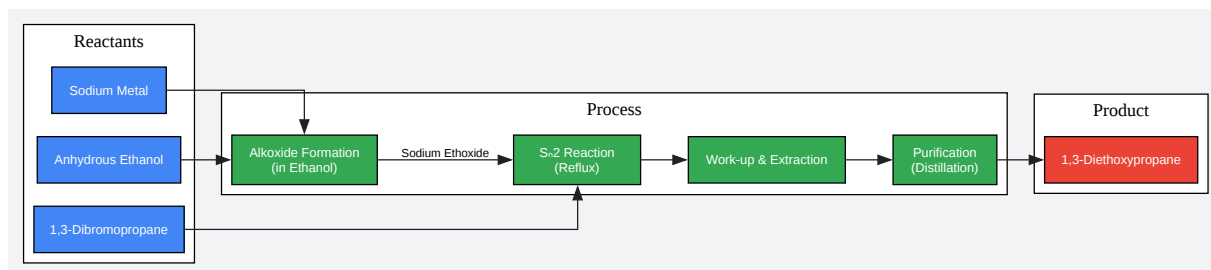 Reactants
Sodium Metal
Anhydrous Ethanol
1,3-Dibromopropane
Process
Alkoxide Formation
(in Ethanol)
Sodium Ethoxide
Sₙ2 Reaction
(Reflux)
Work-up & Extraction
Purification
(Distillation)
Product
1,3-Diethoxypropane